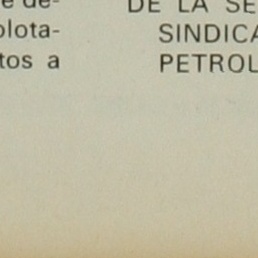 e de-
olota-
tos a
DE LA SE
SINDICA
PETROL